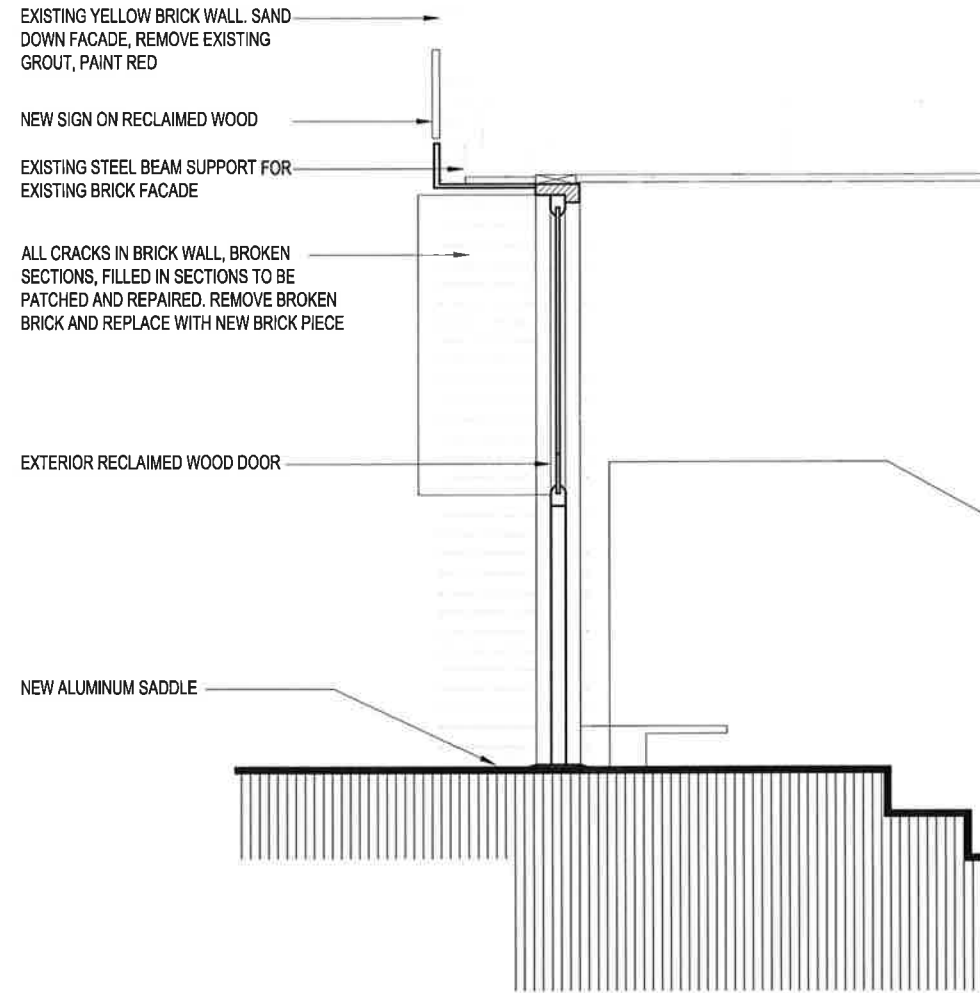 EXISTING YELLOW BRICK WALL. SAND
DOWN FACADE, REMOVE EXISTING
GROUT, PAINT RED
NEW SIGN ON RECLAIMED WOOD
EXISTING STEEL BEAM SUPPORT FOR
EXISTING BRICK FACADE
ALL CRACKS IN BRICK WALL, BROKEN
SECTIONS, FILLED IN SECTIONS TO BE
PATCHED AND REPAIRED. REMOVE BROKEN
BRICK AND REPLACE WITH NEW BRICK PIECE
EXTERIOR RECLAIMED WOOD DOOR
NEW ALUMINUM SADDLE